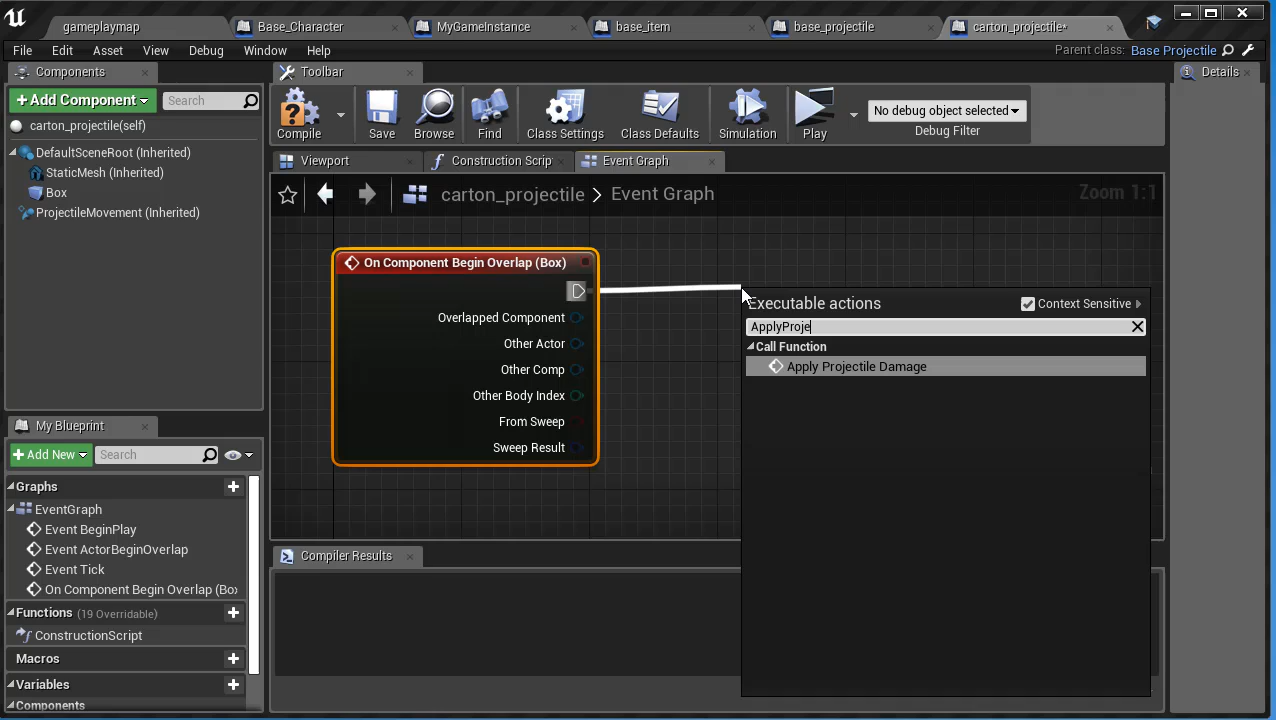 gameplaymap
Base_Character
MyGameInstance
base_item
base_projectile
carton_projectile*
File Edit Asset View Debug Window Help
Parent class: Base Projectile
Components
+Add Component
Search
carton_projectile(self)
DefaultSceneRoot (Inherited)
StaticMesh (Inherited)
Box
ProjectileMovement (Inherited)
Toolbar
Compile
Save
Browse
Find
Class Settings
Class Defaults
Simulation
Play
No debug object selected
Debug Filter
Details
Viewport
Construction Scrip
Event Graph
carton_projectile > Event Graph
Zoom 1:1
On Component Begin Overlap (Box)
Overlapped Component
Other Actor
Other Comp
Other Body Index
From Sweep
Sweep Result
Executable actions
Context Sensitive
ApplyProje
Call Function
Apply Projectile Damage
My Blueprint
+Add New
Search
Graphs
EventGraph
Event BeginPlay
Event ActorBeginOverlap
Event Tick
On Component Begin Overlap (Bo
Functions (19 Overridable)
ConstructionScript
Macros
Variables
Components
Compiler Results